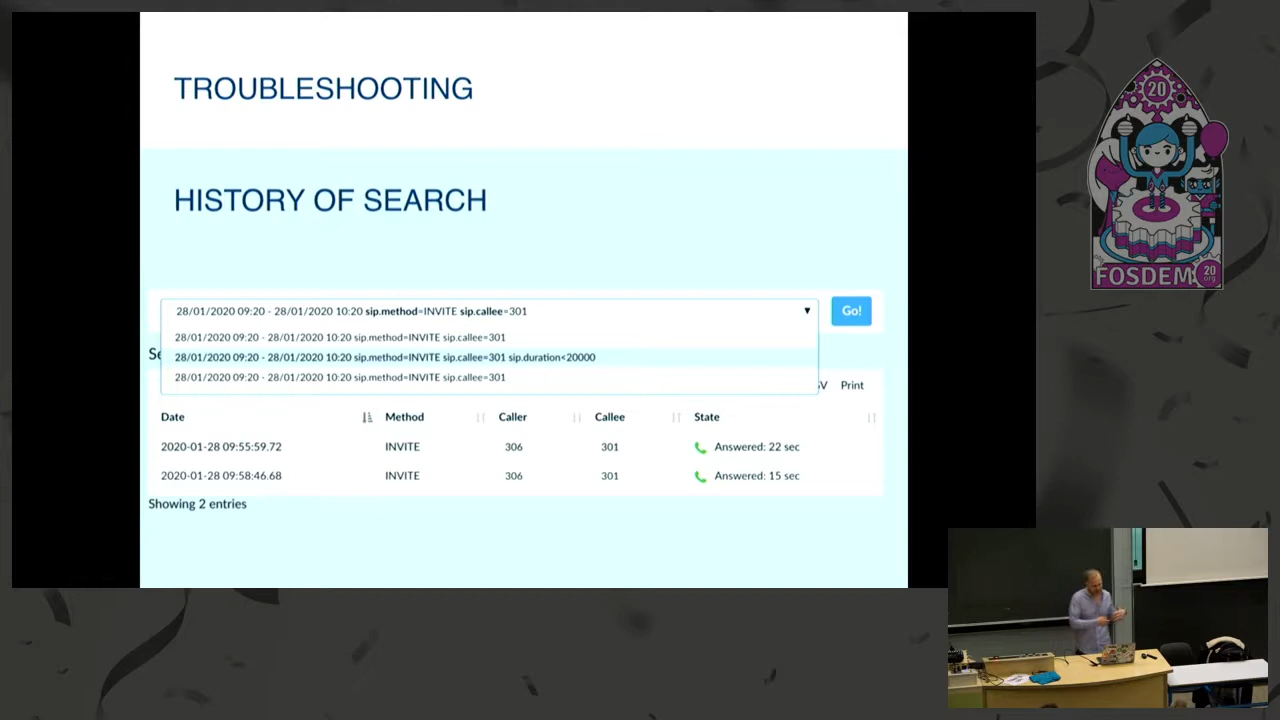 TROUBLESHOOTING
HISTORY OF SEARCH
28/01/2020 09:20 - 28/01/2020 10:20 sip.method=INVITE sip.callee=301 ▼ Go!
28/01/2020 09:20 - 28/01/2020 10:20 sip.method=INVITE sip.callee=301
28/01/2020 09:20 - 28/01/2020 10:20 sip.method=INVITE sip.callee=301 sip.duration<20000
28/01/2020 09:20 - 28/01/2020 10:20 sip.method=INVITE sip.callee=301
Print
Date Method Caller Callee State
2020-01-28 09:55:59.72 INVITE 306 301 Answered: 22 sec
2020-01-28 09:58:46.68 INVITE 306 301 Answered: 15 sec
Showing 2 entries
20
FOSDEM 20
.org